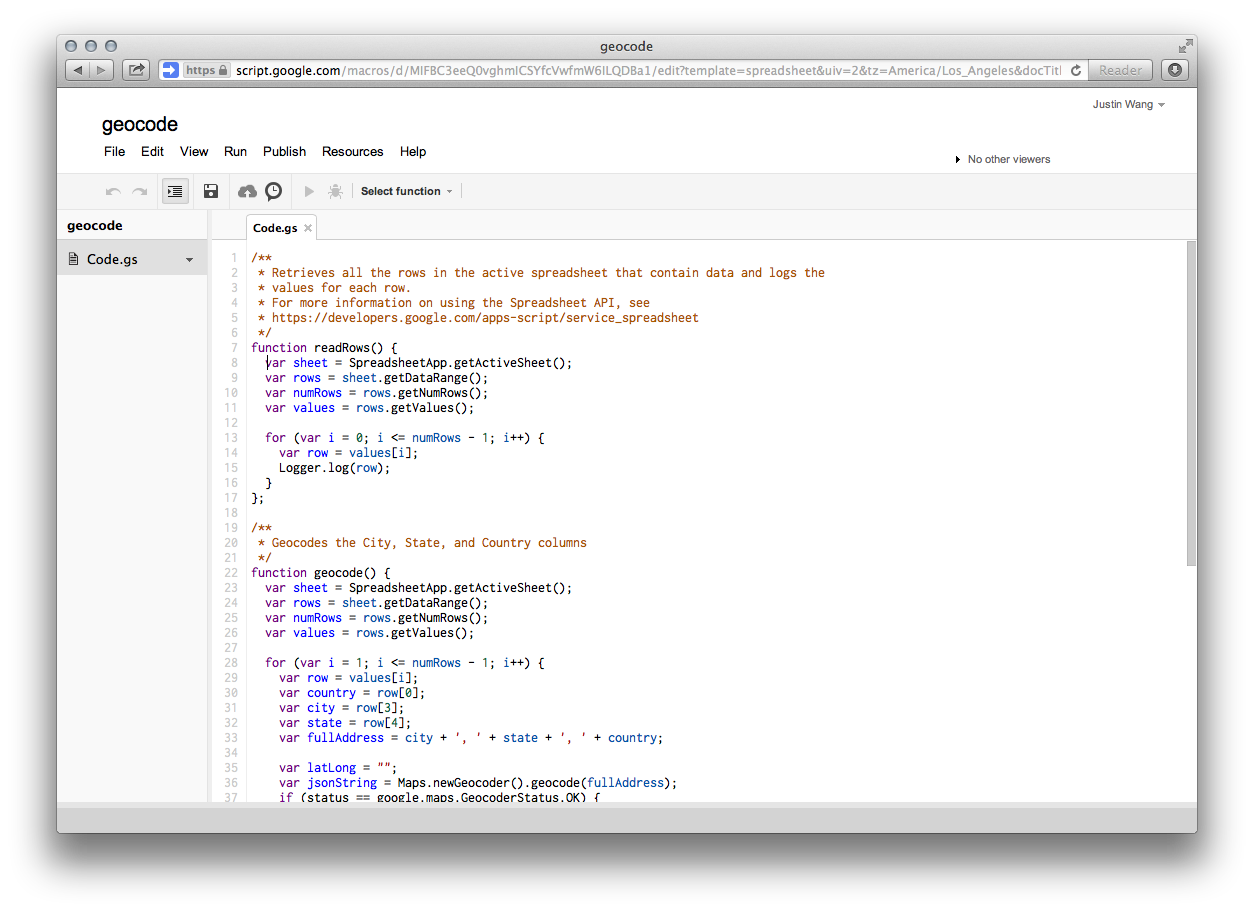 geocode
https script.google.com/macros/d/MIFBC3eeQ0vghmICSYfcVwfmW6ILQDBa1/edit?template=spreadsheet&uiv=2&tz=America/Los_Angeles&docTitl Reader
Justin Wang
geocode
File Edit View Run Publish Resources Help
No other viewers
Select function
geocode
Code.gs
Code.gs
1 /**
2 * Retrieves all the rows in the active spreadsheet that contain data and logs the
3 * values for each row.
4 * For more information on using the Spreadsheet API, see
5 * https://developers.google.com/apps-script/service_spreadsheet
6 */
7 function readRows() {
8 var sheet = SpreadsheetApp.getActiveSheet();
9 var rows = sheet.getDataRange();
10 var numRows = rows.getNumRows();
11 var values = rows.getValues();
12
13 for (var i = 0; i <= numRows - 1; i++) {
14 var row = values[i];
15 Logger.log(row);
16 }
17 };
18
19 /**
20 * Geocodes the City, State, and Country columns
21 */
22 function geocode() {
23 var sheet = SpreadsheetApp.getActiveSheet();
24 var rows = sheet.getDataRange();
25 var numRows = rows.getNumRows();
26 var values = rows.getValues();
27
28 for (var i = 1; i <= numRows - 1; i++) {
29 var row = values[i];
30 var country = row[0];
31 var city = row[3];
32 var state = row[4];
33 var fullAddress = city + ', ' + state + ', ' + country;
34
35 var latLong = "";
36 var jsonString = Maps.newGeocoder().geocode(fullAddress);
37 if (status == google.maps.GeocoderStatus.OK) {